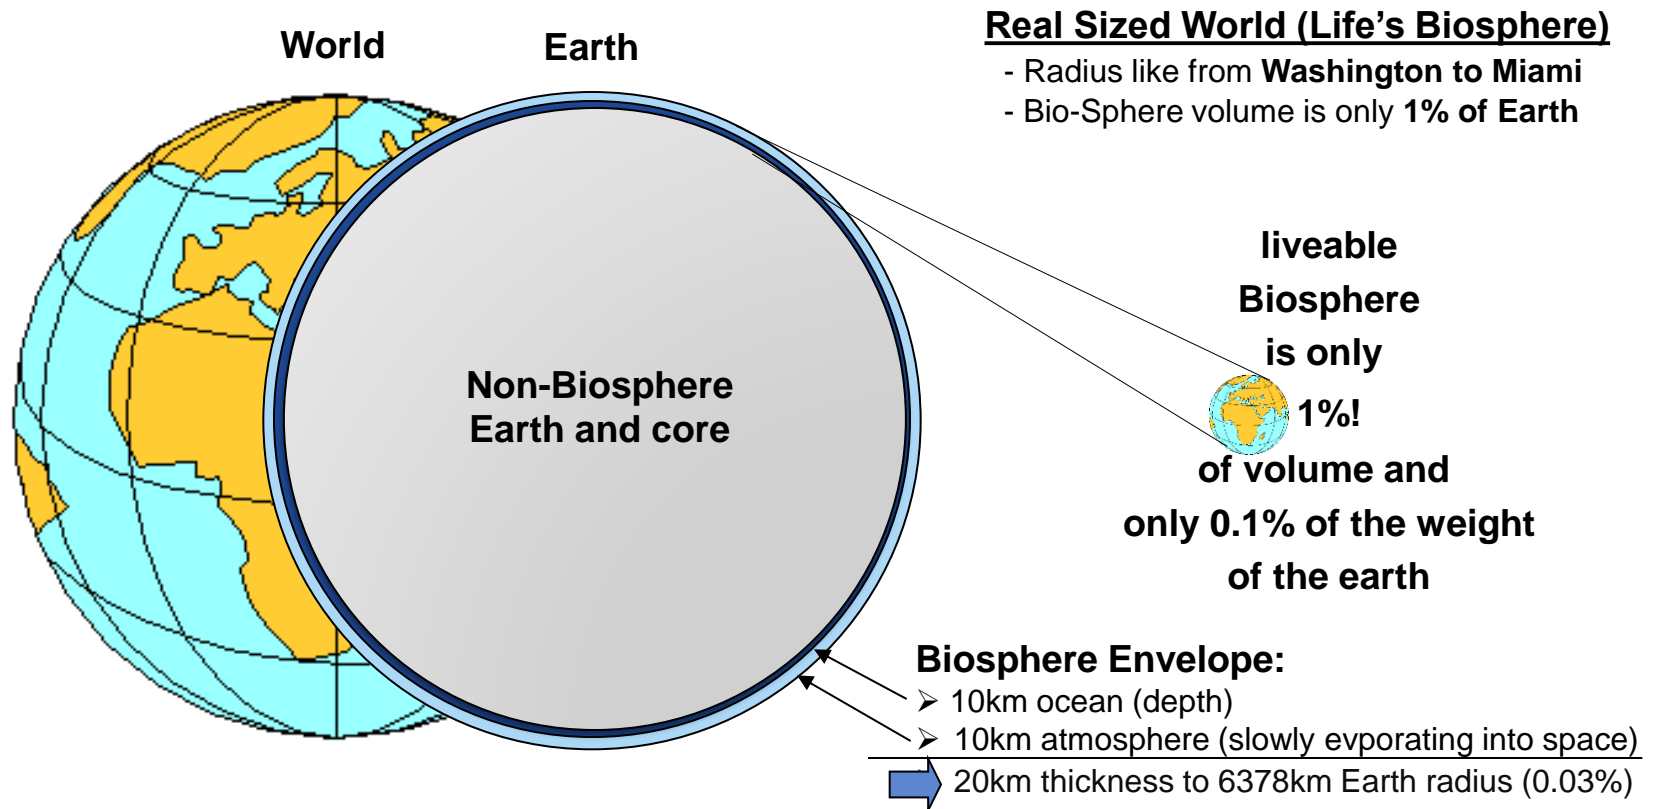 World
Earth
Real Sized World (Life's Biosphere)
- Radius like from Washington to Miami
- Bio-Sphere volume is only 1% of Earth
Non-Biosphere
Earth and core
liveable
Biosphere
is only
1%!
of volume and
only 0.1% of the weight
of the earth
Biosphere Envelope:
➢ 10km ocean (depth)
➢ 10km atmosphere (slowly evporating into space)
20km thickness to 6378km Earth radius (0.03%)